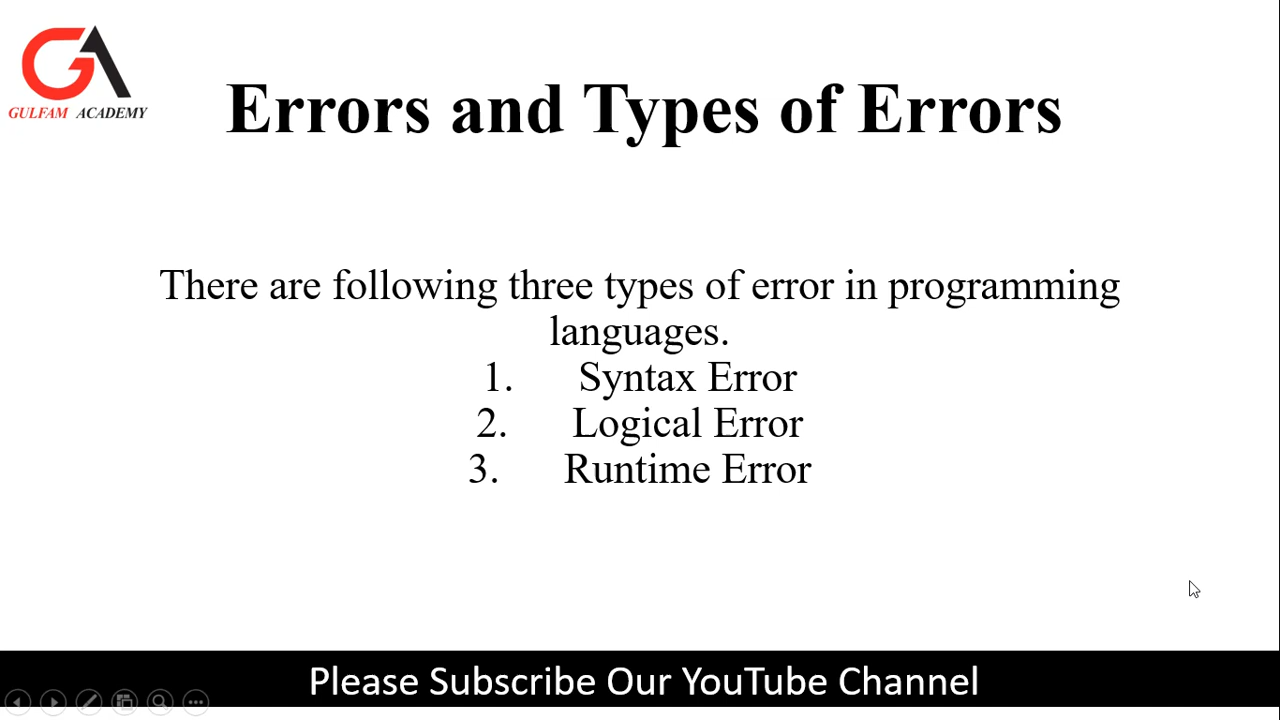 GULFAM ACADEMY
Errors and Types of Errors
There are following three types of error in programming
languages.
1. Syntax Error
2. Logical Error
3. Runtime Error
Please Subscribe Our YouTube Channel